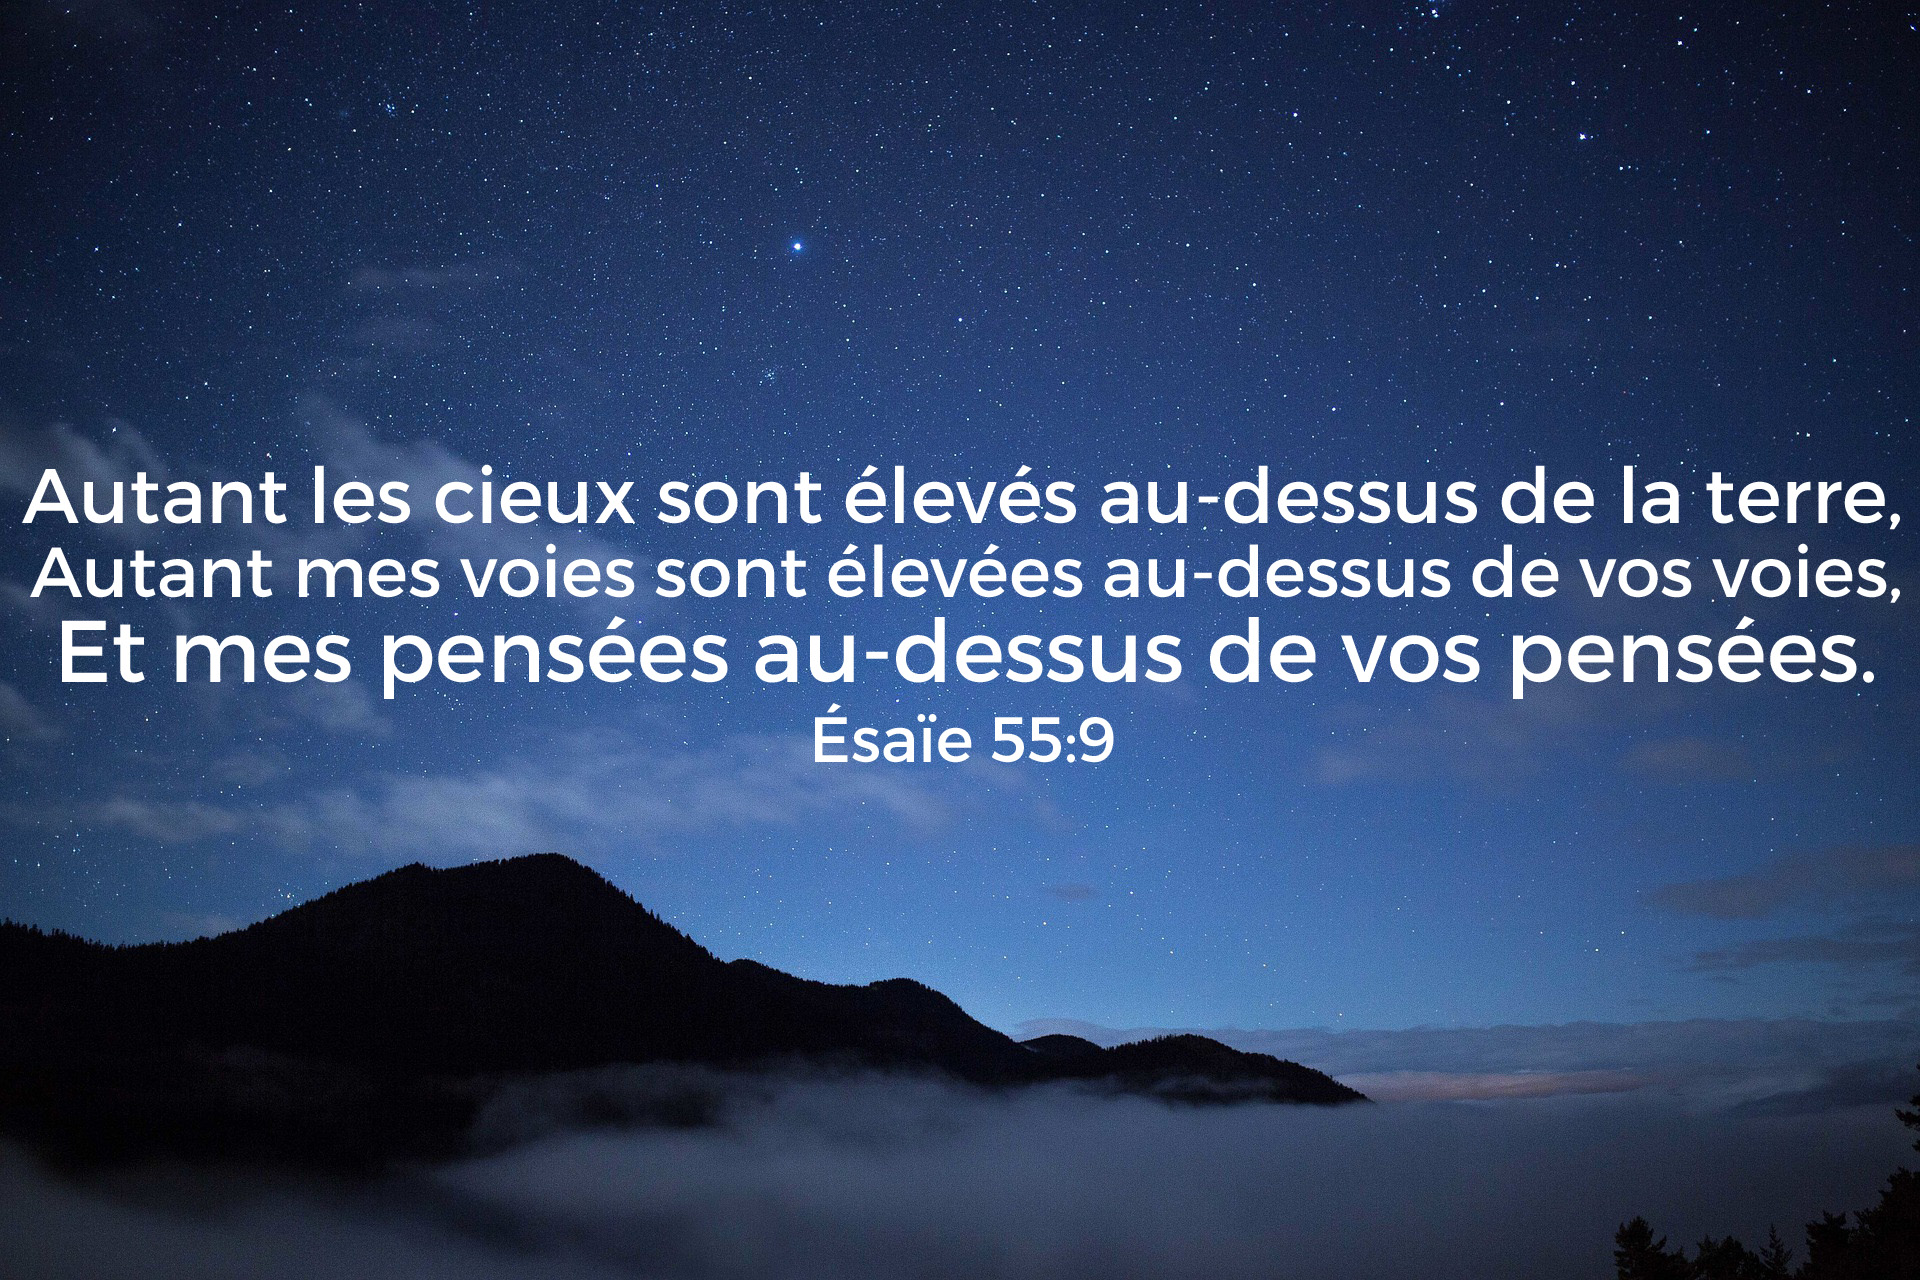 Autant les cieux sont élevés au-dessus de la terre,
Autant mes voies sont élevées au-dessus de vos voies,
Et mes pensées au-dessus de vos pensées.
Ésaïe 55:9